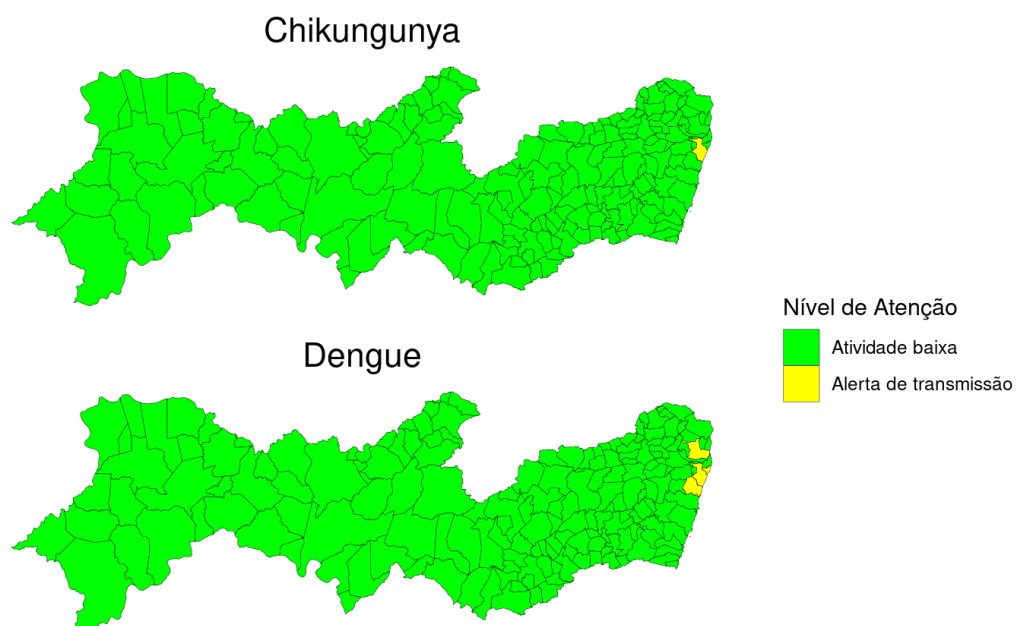 Chikungunya
Dengue
Nível de Atenção
Atividade baixa
Alerta de transmissão